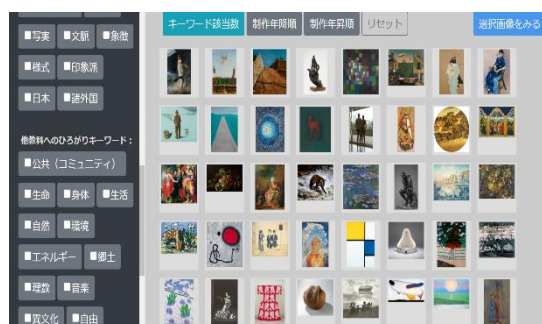 キーワード該当数 制作年降順 制作年昇順 リセット 選択画像をみる
■写実 ■文脈 ■象徴
■様式 ■印象派
■日本 ■諸外国
他教科へのひろがりキーワード：
■公共（コミュニティ）
■生命 ■身体 ■生活
■自然 ■環境
■エネルギー ■郷土
■理数 ■音楽
■異文化 ■自由